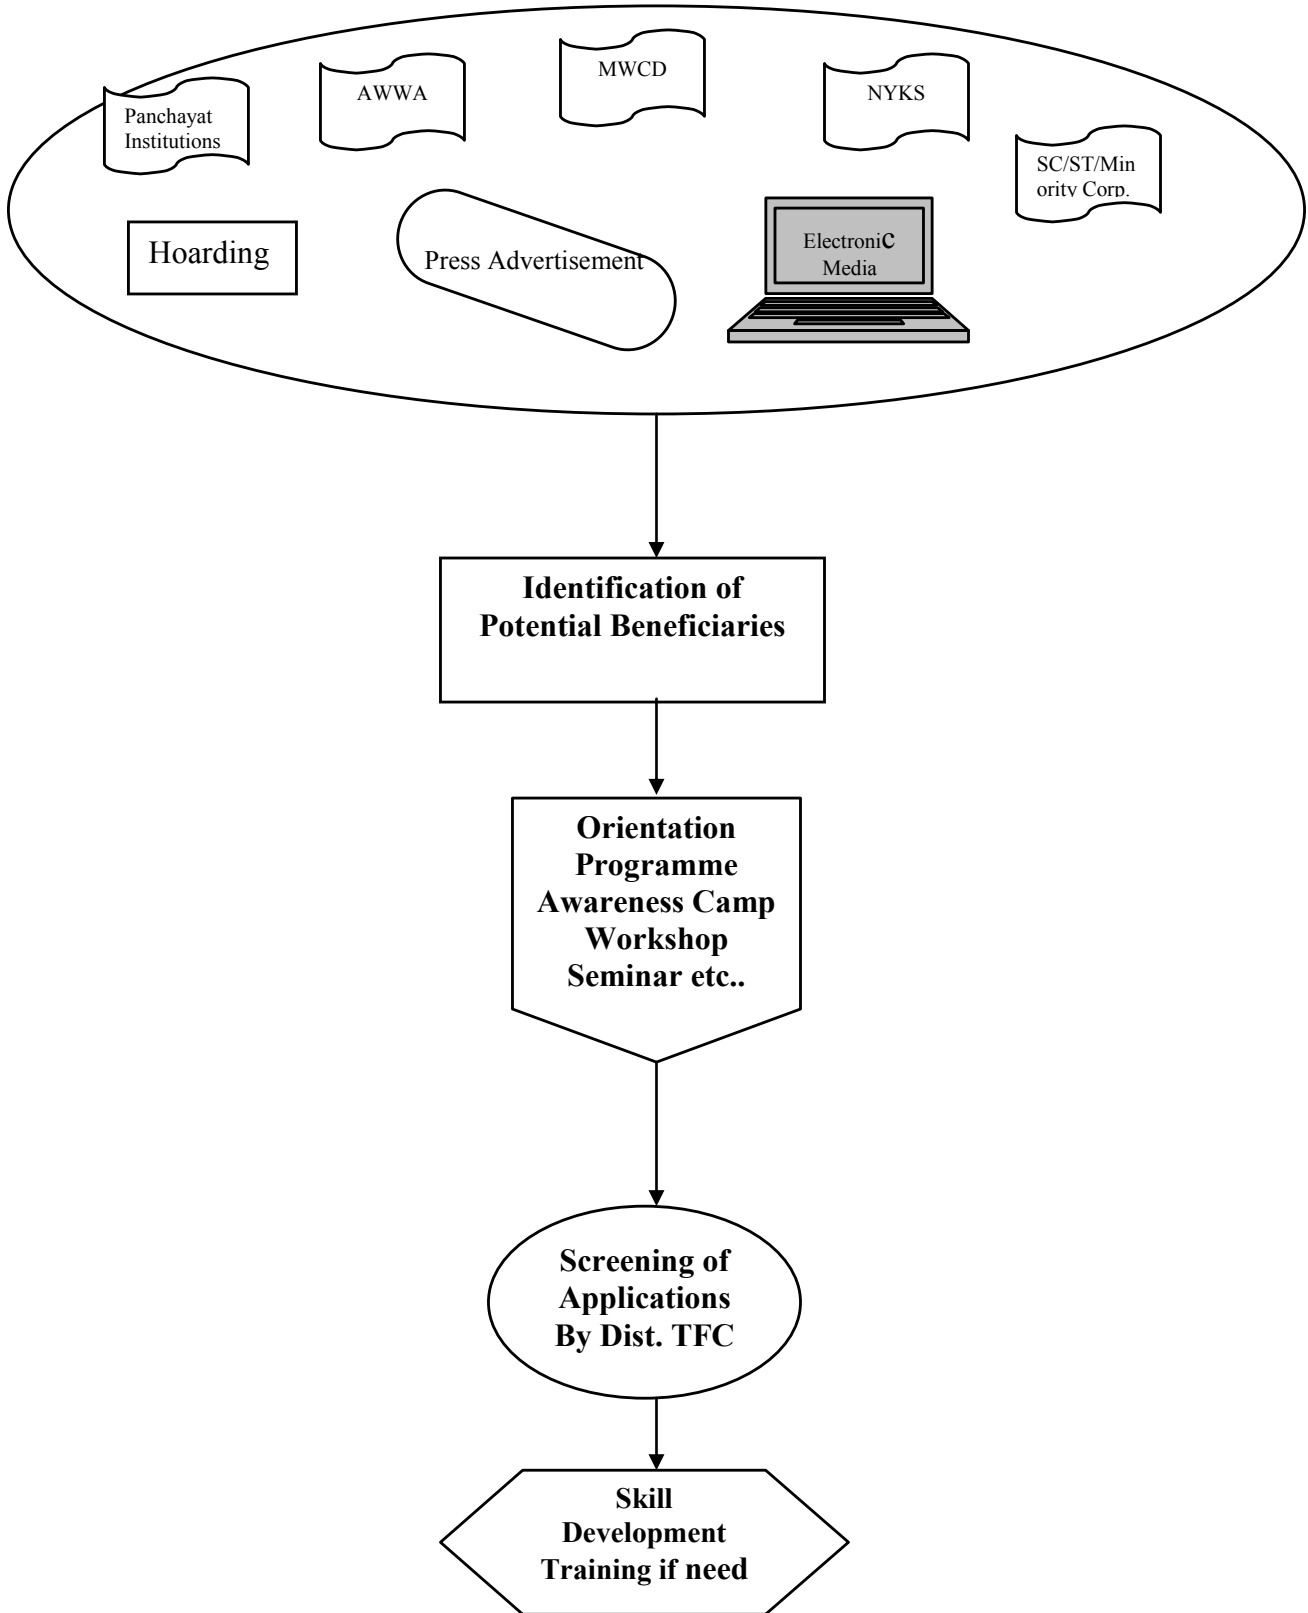 MWCD
AWWA
NYKS
Panchayat
Institutions
SC/ST/Min
ority Corp.
Hoarding
Press Advertisement
Electronic
Media
Identification of
Potential Beneficiaries
Orientation
Programme
Awareness Camp
Workshop
Seminar etc..
Screening of
Applications
By Dist. TFC
Skill
Development
Training if need